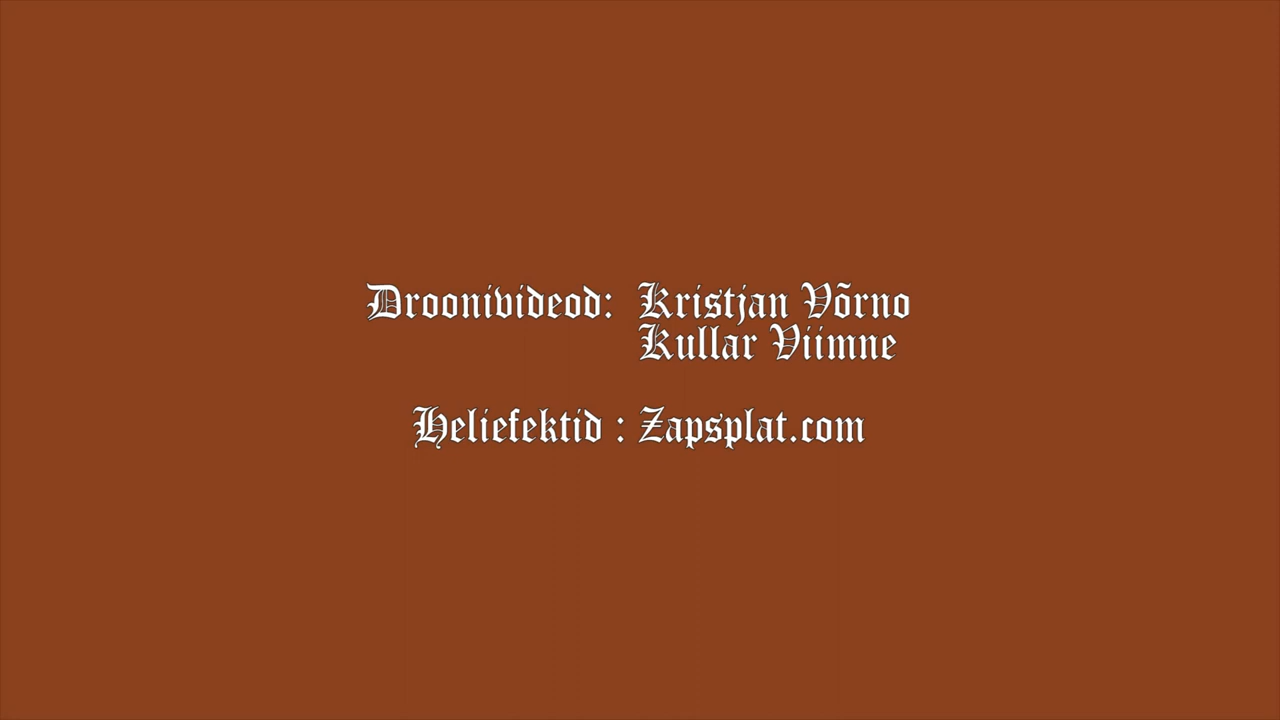 Droonivideod: Kristjan Võrno
Kullar Viimne
Heliefektid : Zapsplat.com